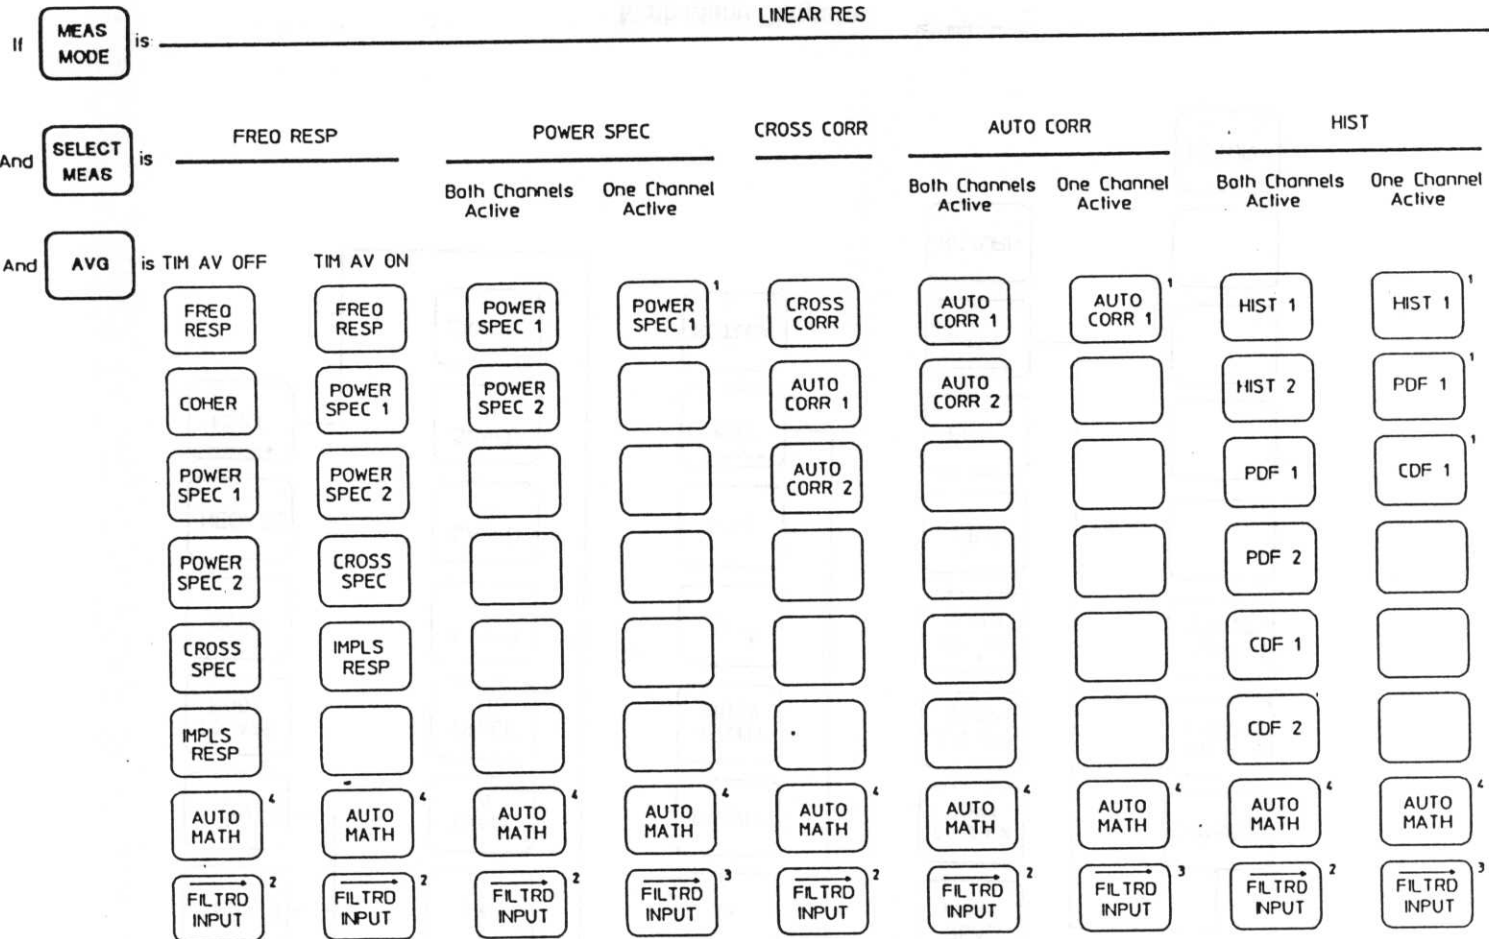 LINEAR RES
If MEAS MODE is:
FREQ RESP POWER SPEC CROSS CORR AUTO CORR HIST
And SELECT MEAS is
Both Channels Active One Channel Active Both Channels Active One Channel Active Both Channels Active One Channel Active
And AVG is TIM AV OFF TIM AV ON
FREQ RESP FREQ RESP POWER SPEC 1 POWER SPEC 1 1 CROSS CORR AUTO CORR 1 AUTO CORR 1 1 HIST 1 HIST 1 1
COHER POWER SPEC 1 POWER SPEC 2 AUTO CORR 1 AUTO CORR 2 HIST 2 PDF 1 1
POWER SPEC 1 POWER SPEC 2 AUTO CORR 2 PDF 1 CDF 1 1
POWER SPEC 2 CROSS SPEC PDF 2
CROSS SPEC IMPLS RESP CDF 1
IMPLS RESP CDF 2
AUTO MATH 4 AUTO MATH 4 AUTO MATH 4 AUTO MATH 4 AUTO MATH 4 AUTO MATH 4 AUTO MATH 4 AUTO MATH 4 AUTO MATH 4
FILTRD INPUT 2 FILTRD INPUT 2 FILTRD INPUT 2 FILTRD INPUT 3 FILTRD INPUT 2 FILTRD INPUT 2 FILTRD INPUT 3 FILTRD INPUT 2 FILTRD INPUT 3